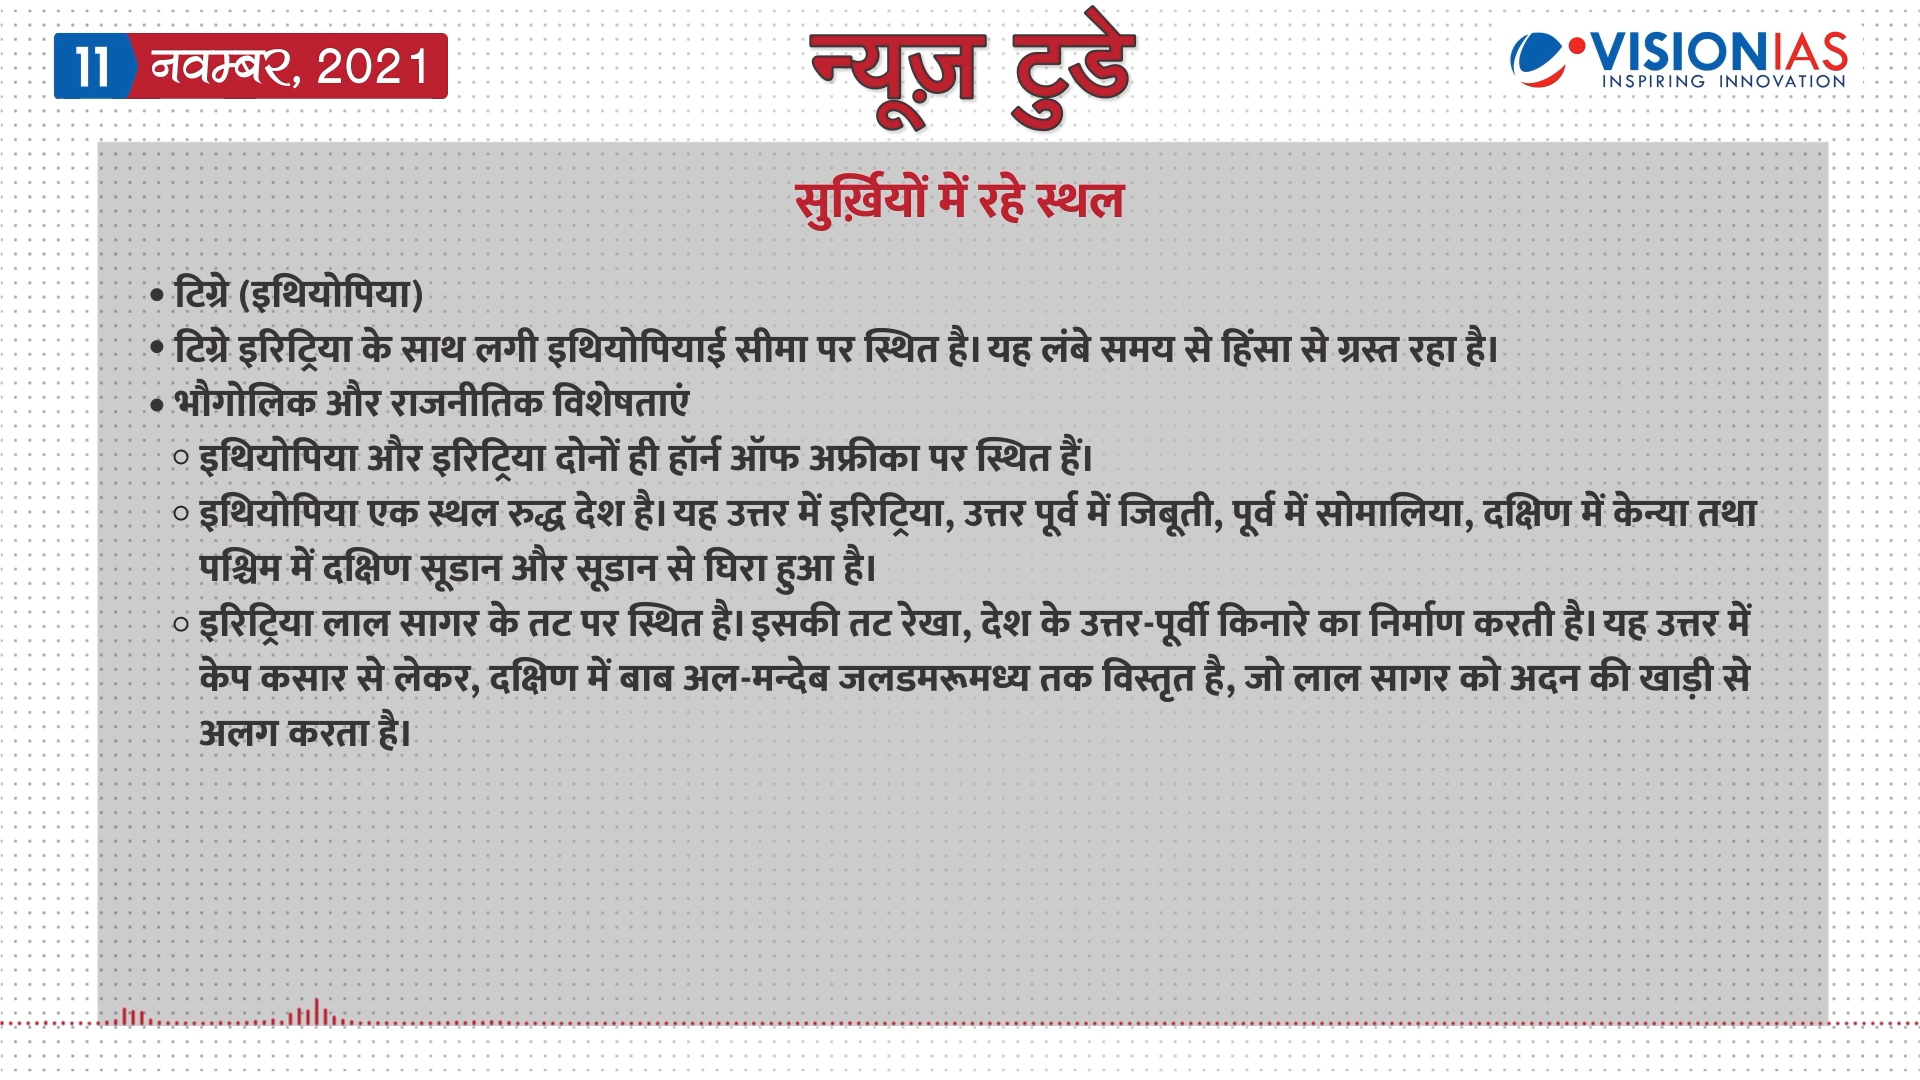 11 नवम्बर, 2021
न्यूज़ टुडे
VISIONIAS
INSPIRING INNOVATION
सुर्ख़ियों में रहे स्थल
• टिग्रे (इथियोपिया)
• टिग्रे इरिट्रिया के साथ लगी इथियोपियाई सीमा पर स्थित है। यह लंबे समय से हिंसा से ग्रस्त रहा है।
• भौगोलिक और राजनीतिक विशेषताएं
○ इथियोपिया और इरिट्रिया दोनों ही हॉर्न ऑफ अफ्रीका पर स्थित हैं।
○ इथियोपिया एक स्थल रुद्ध देश है। यह उत्तर में इरिट्रिया, उत्तर पूर्व में जिबूती, पूर्व में सोमालिया, दक्षिण में केन्या तथा
पश्चिम में दक्षिण सूडान और सूडान से घिरा हुआ है।
○ इरिट्रिया लाल सागर के तट पर स्थित है। इसकी तट रेखा, देश के उत्तर-पूर्वी किनारे का निर्माण करती है। यह उत्तर में
केप कसार से लेकर, दक्षिण में बाब अल-मन्देब जलडमरूमध्य तक विस्तृत है, जो लाल सागर को अदन की खाड़ी से
अलग करता है।